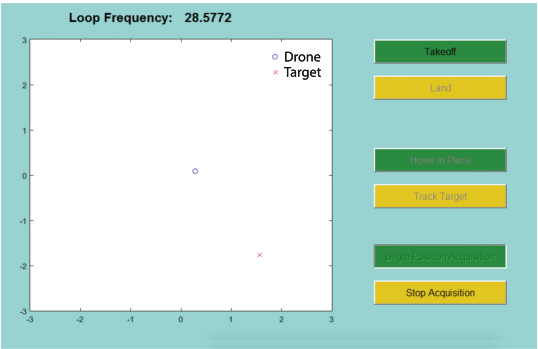 Loop Frequency: 28.5772
Drone
Target
3
2
1
0
-1
-2
-3
-3
-2
-1
0
1
2
3
Takeoff
Land
Hover in Place
Track Target
Begin Position Acquisition
Stop Acquisition